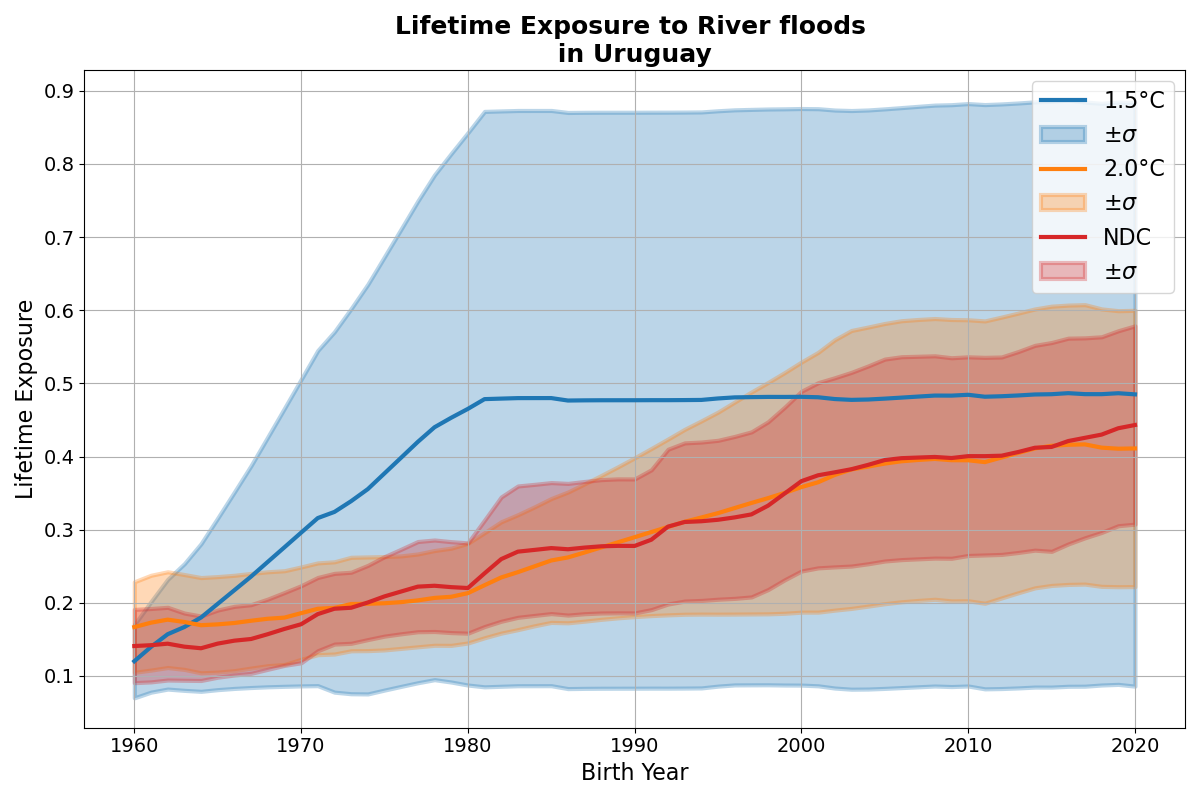 Lifetime Exposure to River floods
in Uruguay
Lifetime Exposure
0.9
0.8
0.7
0.6
0.5
0.4
0.3
0.2
0.1
1960 1970 1980 1990 2000 2010 2020
Birth Year
1.5°C
±σ
2.0°C
±σ
NDC
±σ